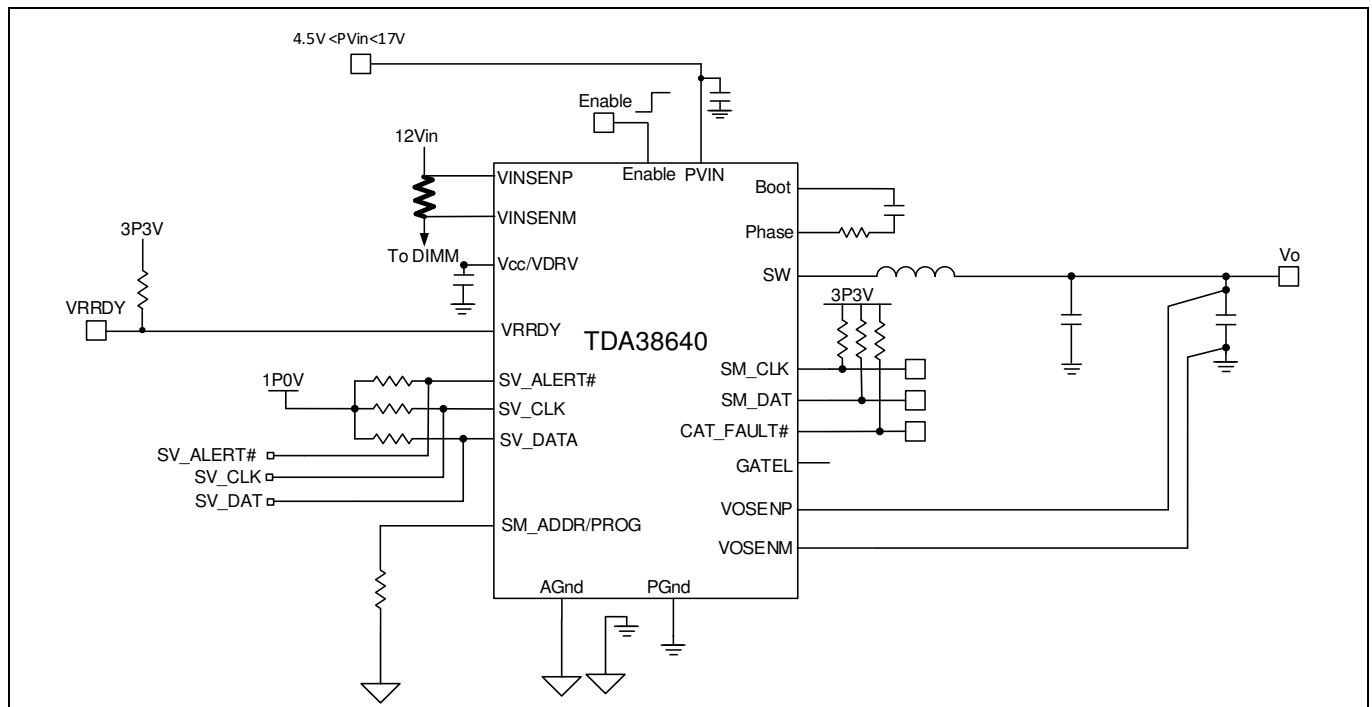 4.5V <PVin<17V
Enable
12Vin
Enable PVIN
VINSENP
Boot
VINSENM
Phase
3P3V
To DIMM
Vcc/VDRV
SW
Vo
3P3V
VRRDY
VRRDY
TDA38640
SM_CLK
1P0V
SV_ALERT#
SM_DAT
SV_CLK
CAT_FAULT#
SV_DATA
SV_ALERT#
GATEL
SV_CLK
SV_DAT
VOSENP
SM_ADDR/PROG
VOSENM
AGnd
PGnd